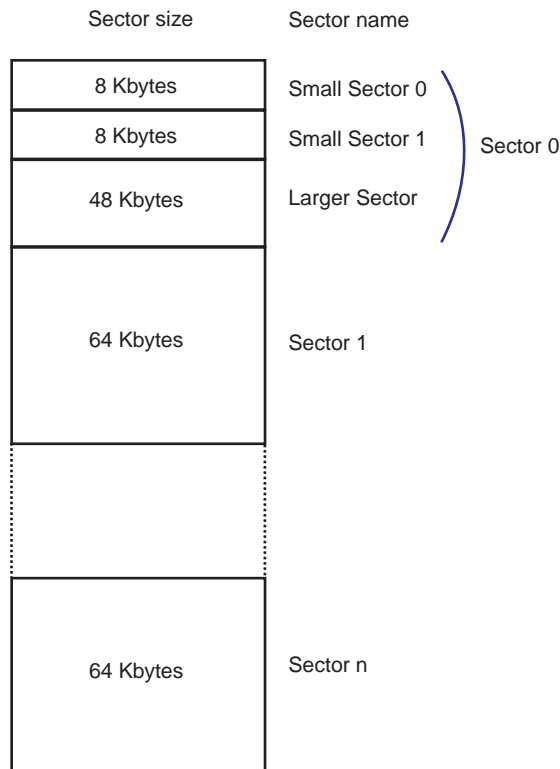 Sector size Sector name
8 Kbytes Small Sector 0
8 Kbytes Small Sector 1 Sector 0
48 Kbytes Larger Sector
64 Kbytes Sector 1
64 Kbytes Sector n